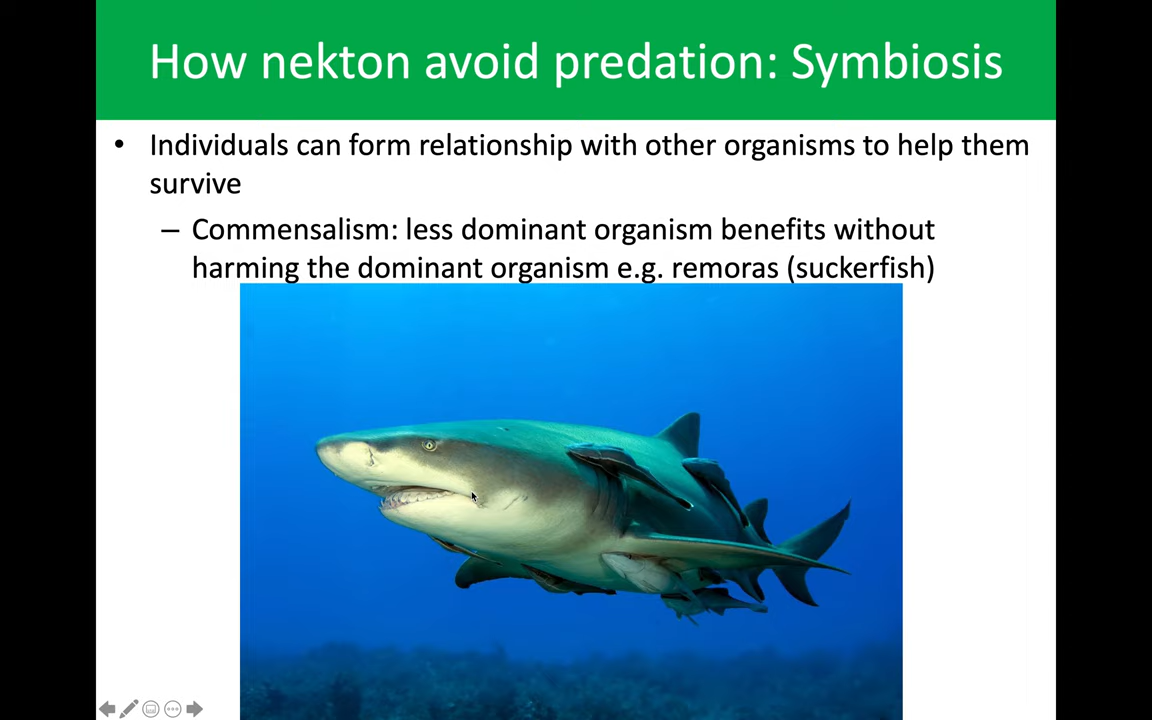 How nekton avoid predation: Symbiosis
• Individuals can form relationship with other organisms to help them
survive
– Commensalism: less dominant organism benefits without
harming the dominant organism e.g. remoras (suckerfish)